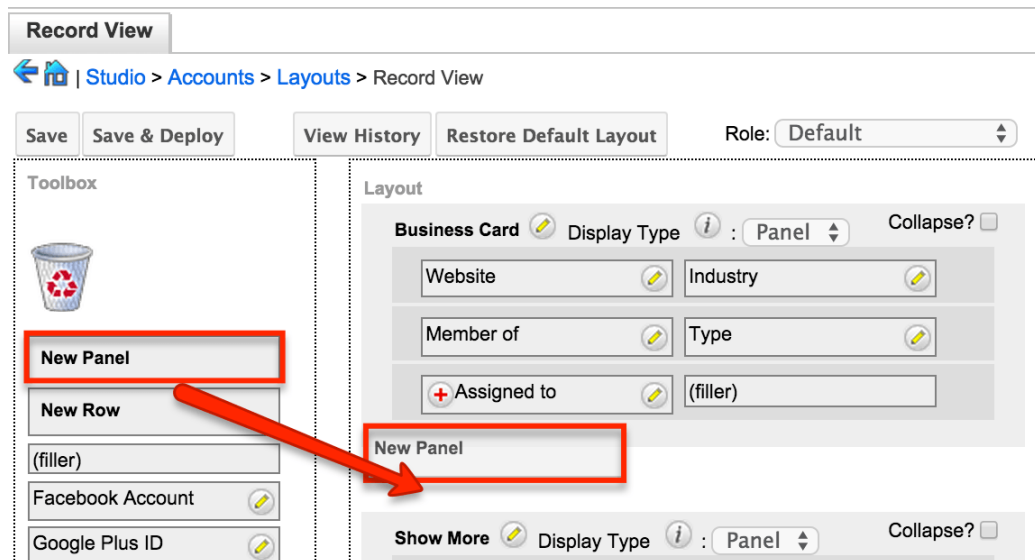 Record View
| Studio > Accounts > Layouts > Record View
Save Save & Deploy View History Restore Default Layout Role: Default
Toolbox
Layout
Business Card Display Type i : Panel Collapse?
Website Industry
Member of Type
Assigned to (filler)
New Panel
New Row
(filler)
Facebook Account
Google Plus ID
New Panel
Show More Display Type i : Panel Collapse?